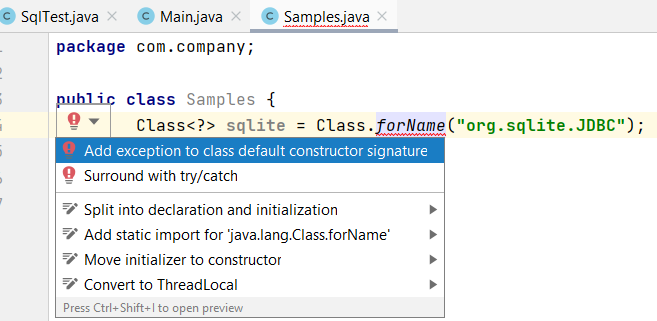 SqlTest.java Main.java Samples.java
package com.company;
2
public class Samples {
Class<?> sqlite = Class.forName("org.sqlite.JDBC");
Add exception to class default constructor signature
Surround with try/catch
Split into declaration and initialization
Add static import for 'java.lang.Class.forName'
Move initializer to constructor
Convert to ThreadLocal
7
Press Ctrl+Shift+I to open preview